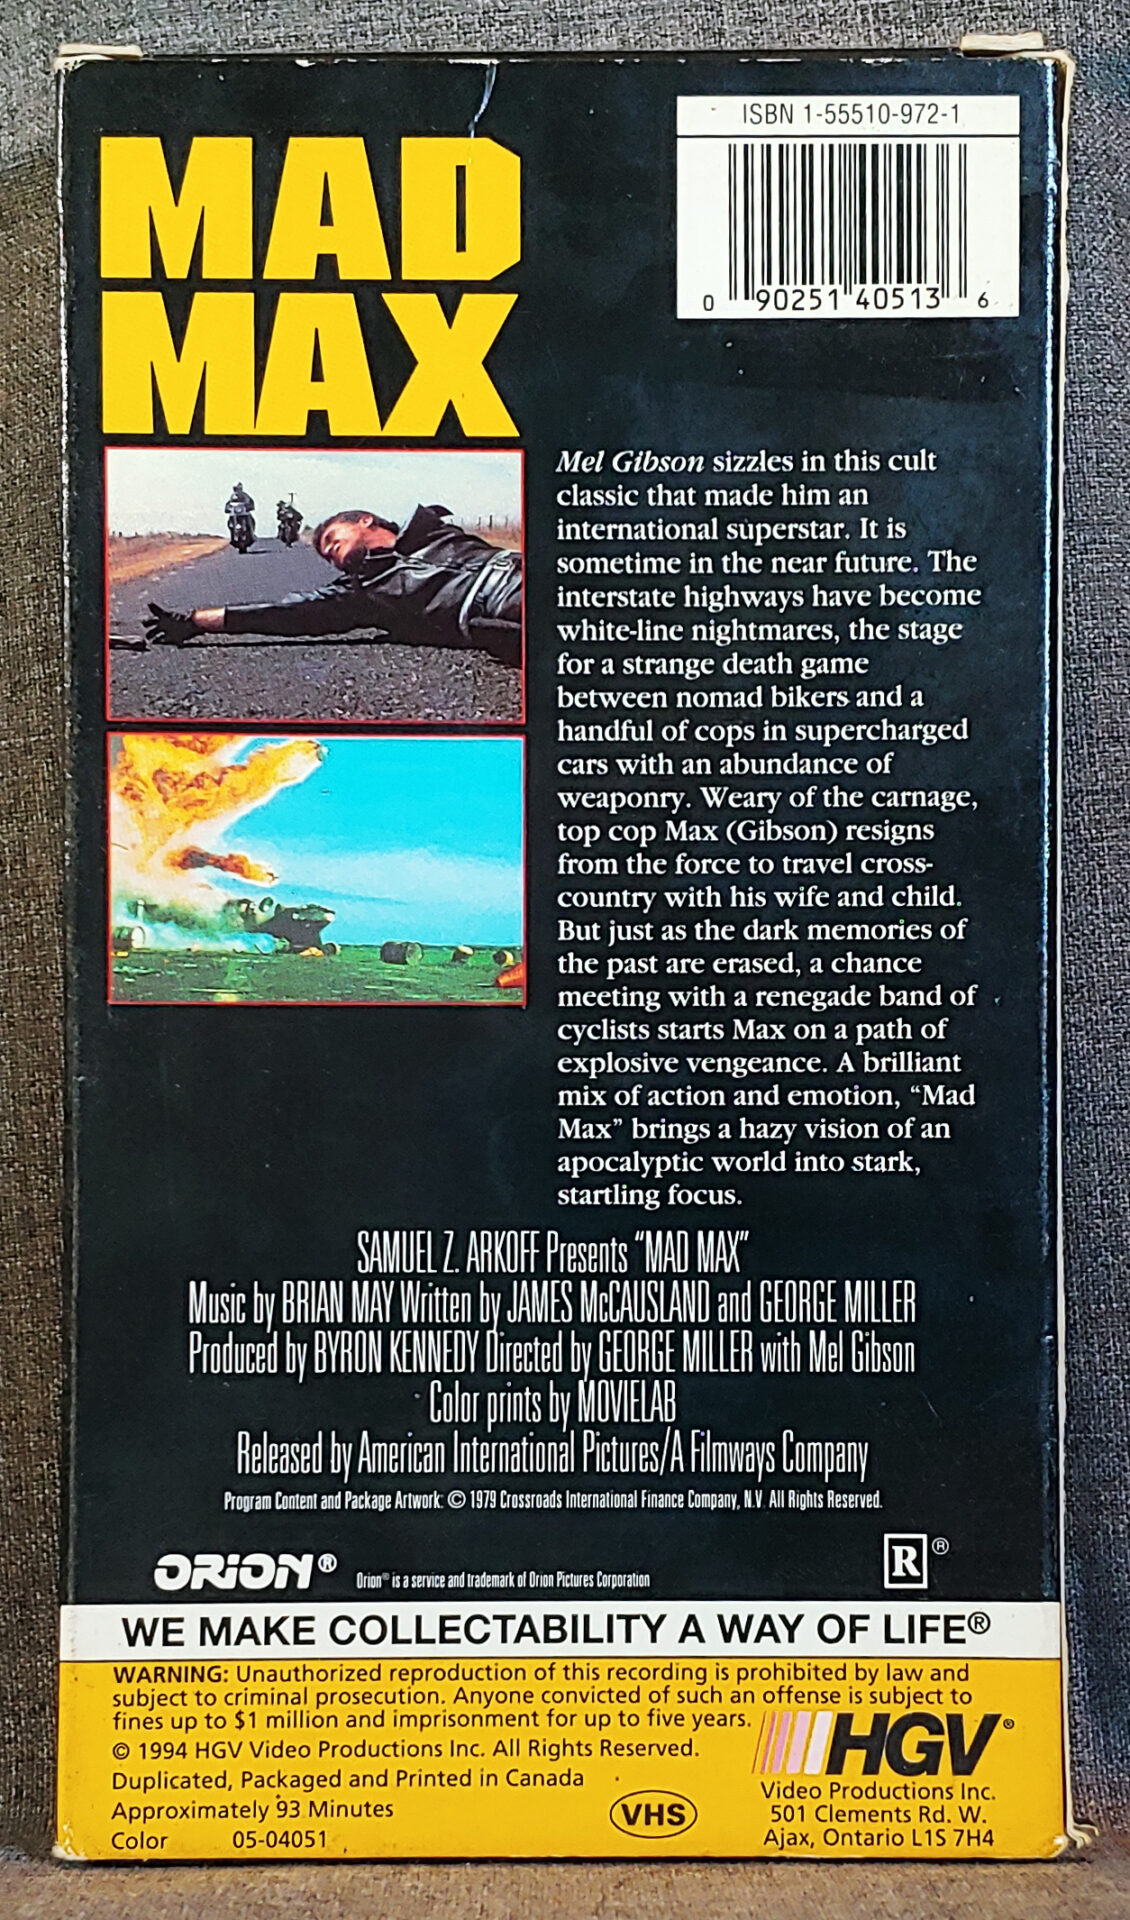 MAD
MAX
ISBN 1-55510-972-1
0 90251 40513 6
Mel Gibson sizzles in this cult
classic that made him an
international superstar. It is
sometime in the near future. The
interstate highways have become
white-line nightmares, the stage
for a strange death game
between nomad bikers and a
handful of cops in supercharged
cars with an abundance of
weaponry. Weary of the carnage,
top cop Max (Gibson) resigns
from the force to travel cross-
country with his wife and child.
But just as the dark memories of
the past are erased, a chance
meeting with a renegade band of
cyclists starts Max on a path of
explosive vengeance. A brilliant
mix of action and emotion, “Mad
Max” brings a hazy vision of an
apocalyptic world into stark,
startling focus.
SAMUEL Z. ARKOFF Presents “MAD MAX”
Music by BRIAN MAY Written by JAMES McCAUSLAND and GEORGE MILLER
Produced by BYRON KENNEDY Directed by GEORGE MILLER with Mel Gibson
Color prints by MOVIELAB
Released by American International Pictures/A Filmways Company
Program Content and Package Artwork: © 1979 Crossroads International Finance Company, N.V. All Rights Reserved.
ORION® Orion® is a service and trademark of Orion Pictures Corporation
R®
WE MAKE COLLECTABILITY A WAY OF LIFE®
WARNING: Unauthorized reproduction of this recording is prohibited by law and
subject to criminal prosecution. Anyone convicted of such an offense is subject to
fines up to $1 million and imprisonment for up to five years.
© 1994 HGV Video Productions Inc. All Rights Reserved.
Duplicated, Packaged and Printed in Canada
Approximately 93 Minutes
Color 05-04051
VHS
HGV®
Video Productions Inc.
501 Clements Rd. W.
Ajax, Ontario L1S 7H4